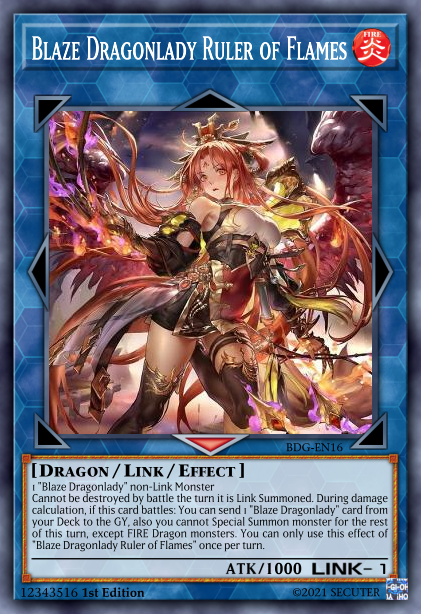 Blaze Dragonlady Ruler of Flames
FIRE
炎
BDG-EN16
[Dragon/Link/Effect]
1 "Blaze Dragonlady" non-Link Monster
Cannot be destroyed by battle the turn it is Link Summoned. During damage
calculation, if this card battles: You can send 1 "Blaze Dragonlady" card from
your Deck to the GY, also you cannot Special Summon monster for the rest
of this turn, except FIRE Dragon monsters. You can only use this effect of
"Blaze Dragonlady Ruler of Flames" once per turn.
ATK/1000 LINK-1
12343516 1st Edition ©2021 SECUTER